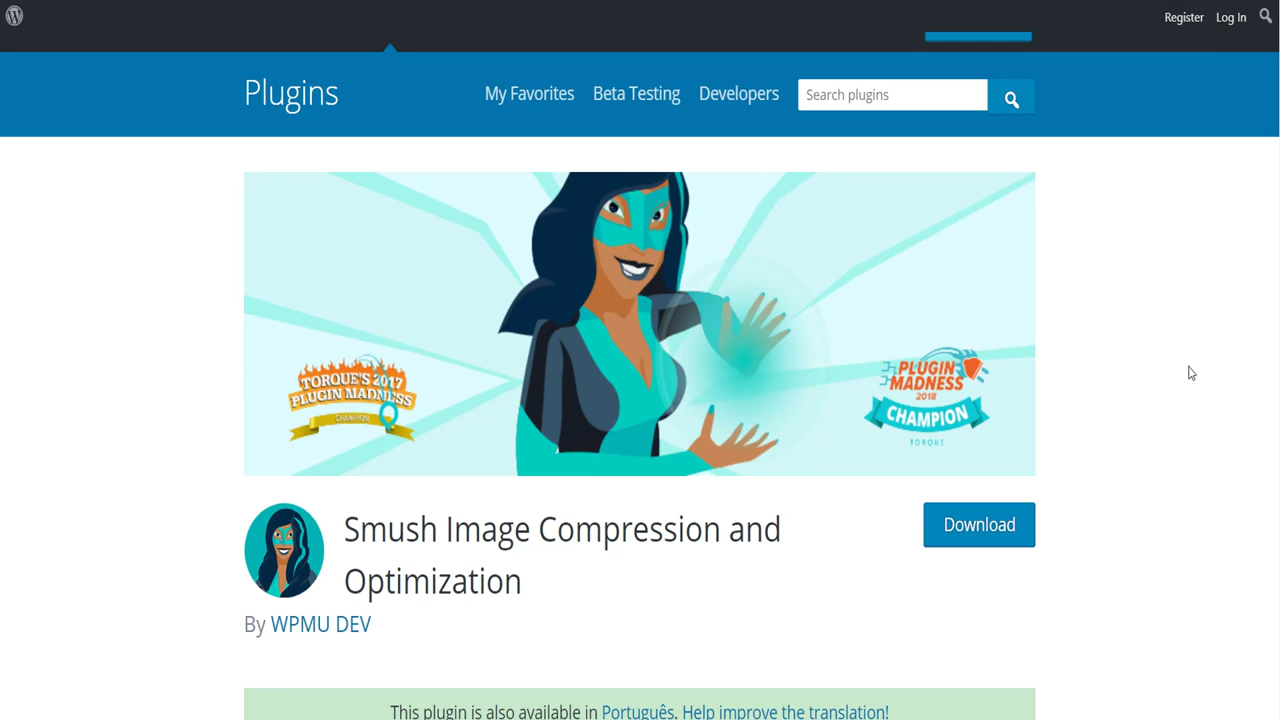 Register Log In
Plugins
My Favorites Beta Testing Developers Search plugins
TORQUE'S 2017
PLUGIN MADNESS
CHAMPION
PLUGIN
MADNESS
2018
CHAMPION
TORQUE
Smush Image Compression and
Optimization
Download
By WPMU DEV
This plugin is also available in Português. Help improve the translation!